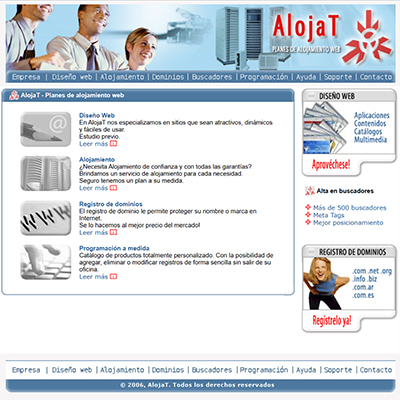 AlojaT
PLANES DE ALOJAMIENTO WEB
Empresa | Diseño web | Alojamiento | Dominios | Buscadores | Programación | Ayuda | Soporte | Contacto
AlojaT - Planes de alojamiento web
Diseño Web
En AlojaT nos especializamos en sitios que sean atractivos, dinámicos
y fáciles de usar.
Estudio previo.
Leer más
Alojamiento
¿Necesita Alojamiento de confianza y con todas las garantías?
Brindamos un servicio de alojamiento para cada necesidad.
Seguro tenemos un plan a su medida.
Leer más
Registro de dominios
El registro de dominio le permite proteger su nombre o marca en
Internet.
Se lo hacemos al mejor precio del mercado!
Leer más
Programación a medida
Catálogo de productos totalmente personalizado. Con la posibilidad de
agregar, eliminar o modificar registros de forma sencilla sin salir de su
oficina.
Leer más
DISEÑO WEB
Aplicaciones
Contenidos
Catálogos
Multimedia
Aprovéchese!
Alta en buscadores
Más de 500 buscadores
Meta Tags
Mejor posicionamiento
REGISTRO DE DOMINIOS
.com .net .org
.info .biz
.com.ar
.com.es
Regístrelo ya!
Empresa | Diseño web | Alojamiento | Dominios | Buscadores | Programación | Ayuda | Soporte | Contacto
© 2006, AlojaT. Todos los derechos reservados